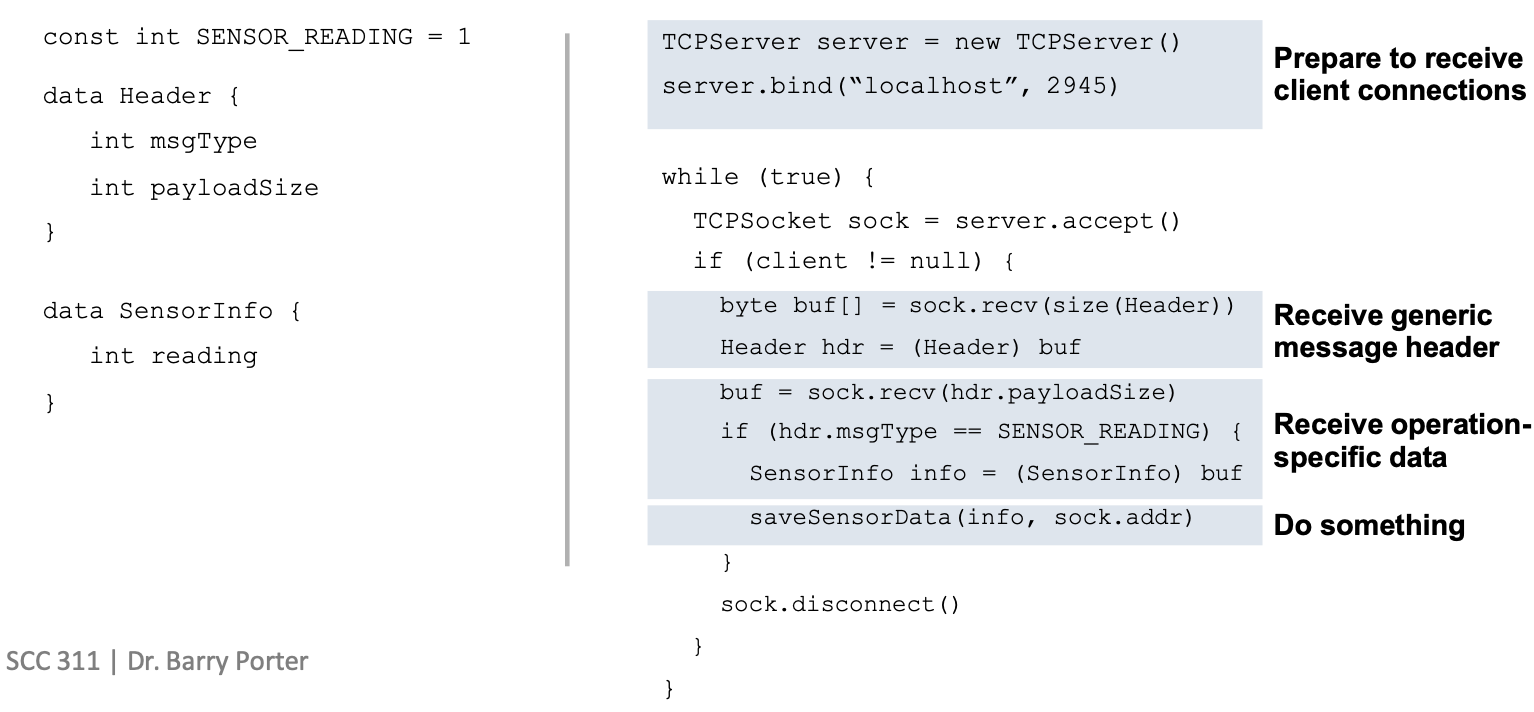 const int SENSOR_READING = 1
data Header {
int msgType
int payloadSize
}
data SensorInfo {
int reading
}
TCPServer server = new TCPServer()
server.bind(“localhost”, 2945)
Prepare to receive
client connections
while (true) {
TCPSocket sock = server.accept()
if (client != null) {
byte buf[] = sock.recv(size(Header))
Header hdr = (Header) buf
Receive generic
message header
buf = sock.recv(hdr.payloadSize)
if (hdr.msgType == SENSOR_READING) {
SensorInfo info = (SensorInfo) buf
Receive operation-
specific data
saveSensorData(info, sock.addr)
Do something
}
sock.disconnect()
}
}
SCC 311 | Dr. Barry Porter